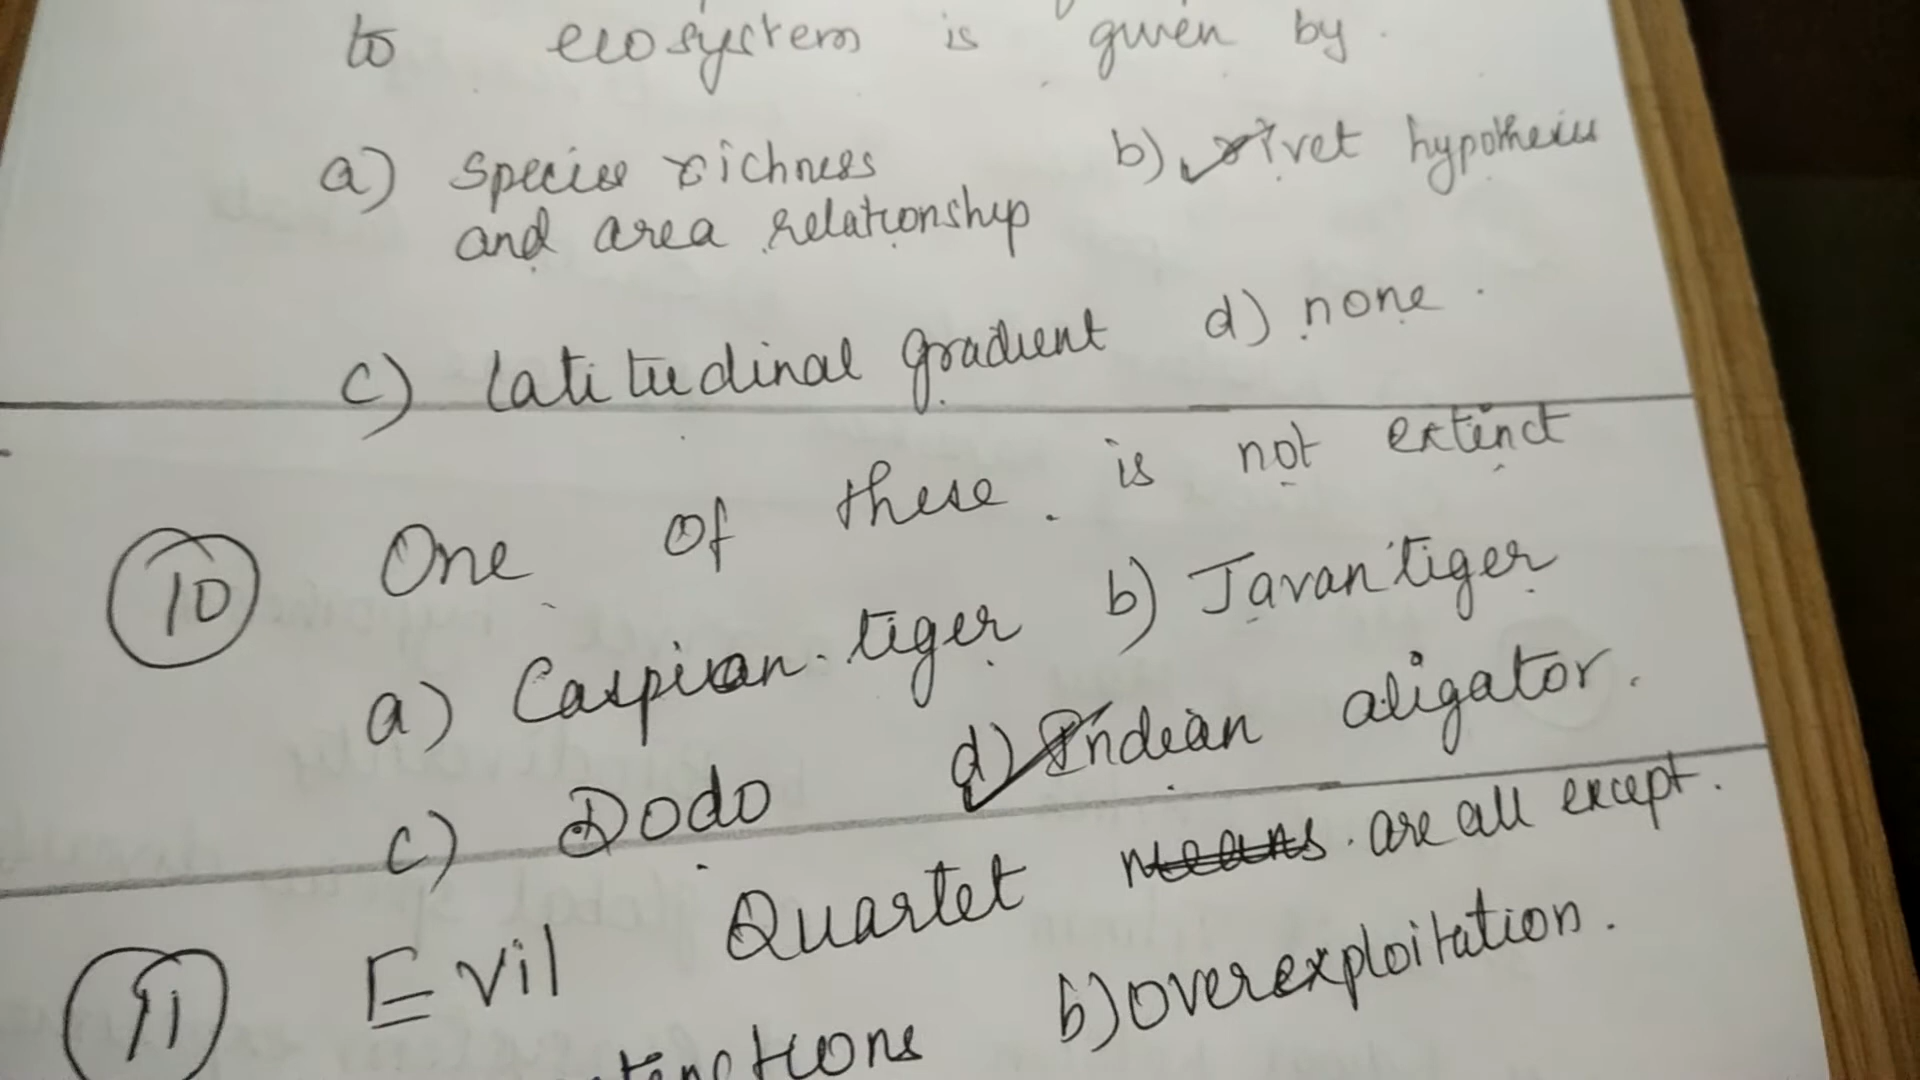 to ecosystem is given by.
a) Species richness b) rivet hypothesis
and area relationship
c) Latitudinal gradient d) none.
10 One of these is not extinct
a) Caspian tiger b) Javan tiger
c) Dodo d) Indian aligator.
11 Evil Quartet means are all except.
b) overexploitation.